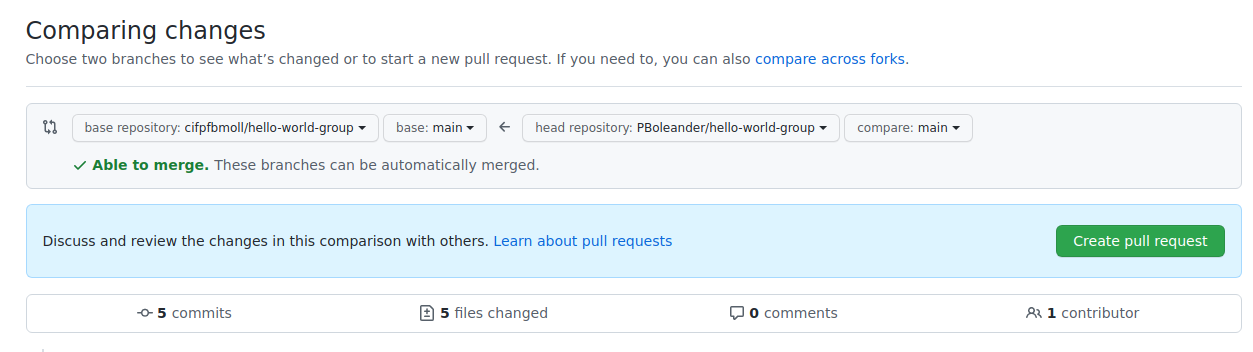 Comparing changes
Choose two branches to see what’s changed or to start a new pull request. If you need to, you can also compare across forks.
base repository: cifpfbmoll/hello-world-group base: main head repository: PBoleander/hello-world-group compare: main
Able to merge. These branches can be automatically merged.
Discuss and review the changes in this comparison with others. Learn about pull requests Create pull request
5 commits 5 files changed 0 comments 1 contributor